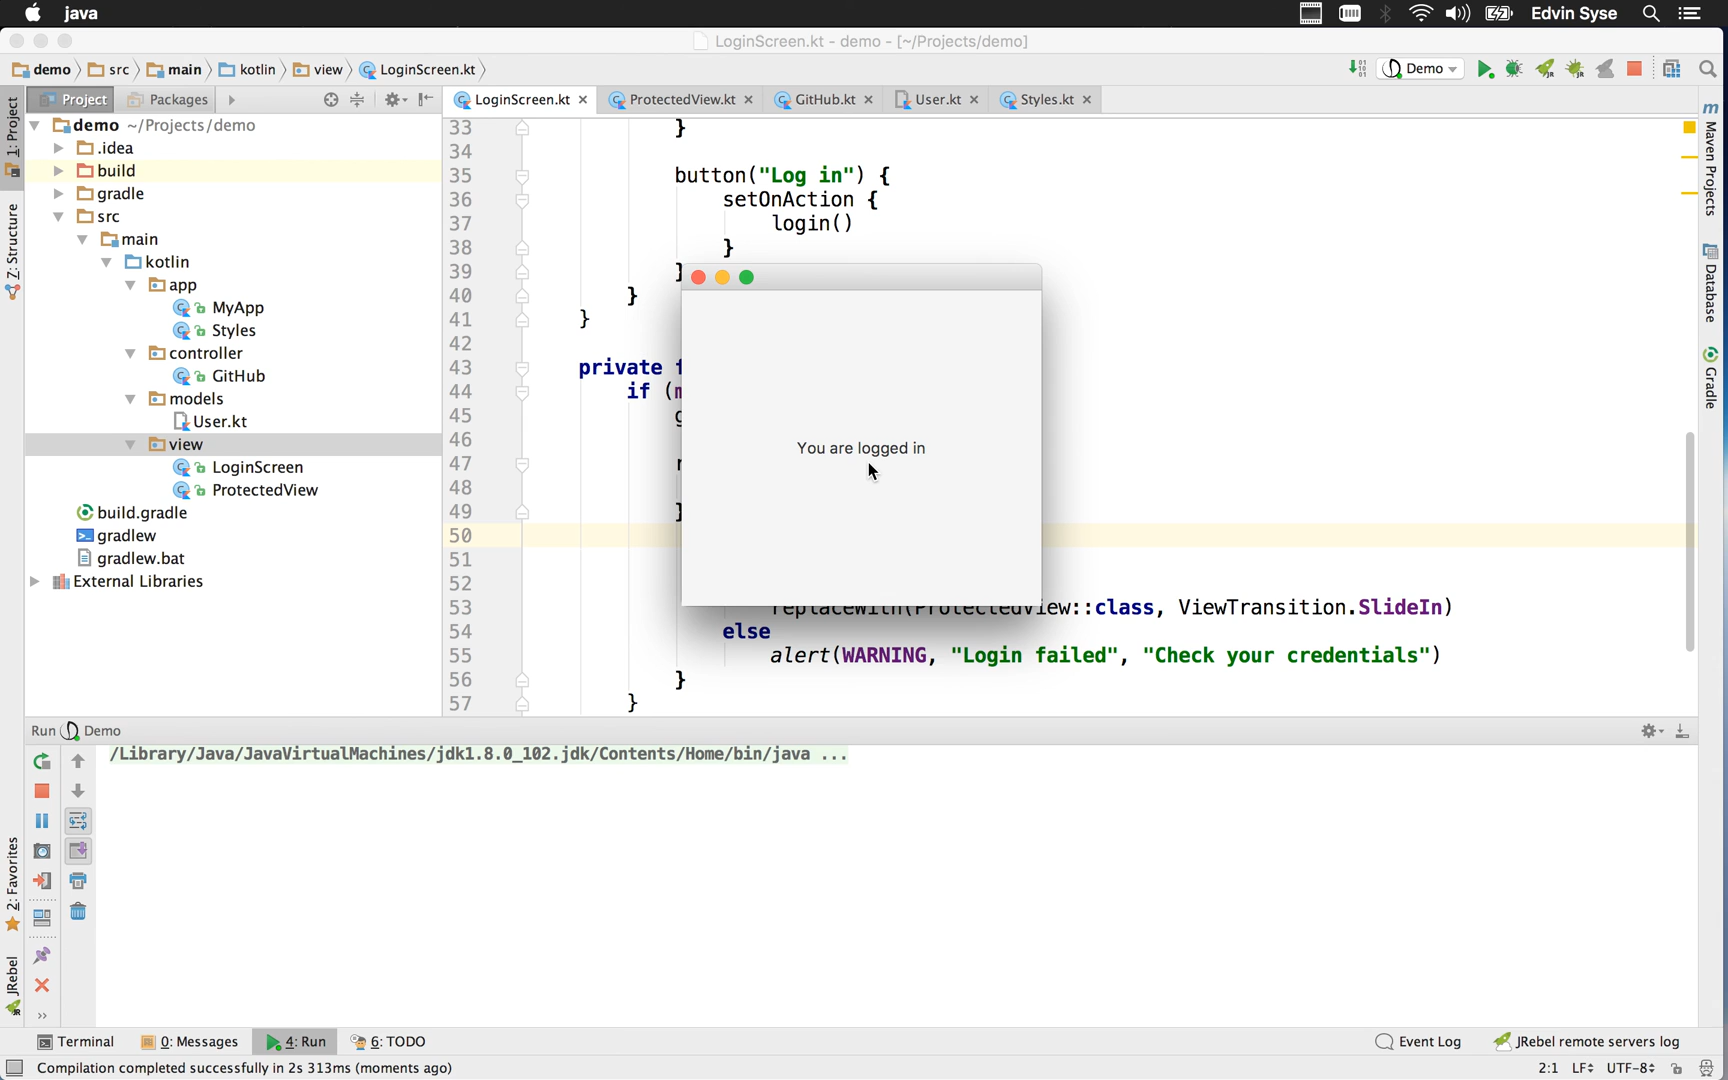 java
Edvin Syse
LoginScreen.kt - demo - [~/Projects/demo]
demo src main kotlin view LoginScreen.kt
Demo
1: Project
Z: Structure
2: Favorites
JRebel
Project Packages
demo ~/Projects/demo
.idea
build
gradle
src
main
kotlin
app
MyApp
Styles
controller
GitHub
models
User.kt
view
LoginScreen
ProtectedView
build.gradle
gradlew
gradlew.bat
External Libraries
LoginScreen.kt ProtectedView.kt GitHub.kt User.kt Styles.kt
33 }
34
35 button("Log in") {
36 setOnAction {
37 login()
38 }
39
40 }
41 }
42
43 private
44 if (
45
46
47
48
49
50
51
52
53 replaceWith(ProtectedView::class, ViewTransition.SlideIn)
54 else
55 alert(WARNING, "Login failed", "Check your credentials")
56 }
57 }
You are logged in
Maven Projects
Database
Gradle
Run Demo
/Library/Java/JavaVirtualMachines/jdk1.8.0_102.jdk/Contents/Home/bin/java ...
Terminal 0: Messages 4: Run 6: TODO
Event Log JRebel remote servers log
Compilation completed successfully in 2s 313ms (moments ago)
2:1 LF UTF-8